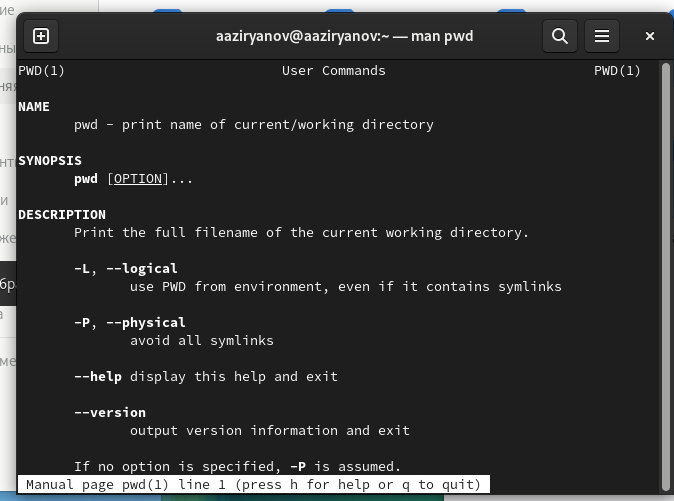 ие
ны
няя
aaziryanov@aaziryanov:~ — man pwd
PWD(1) User Commands PWD(1)
NAME
pwd - print name of current/working directory
SYNOPSIS
pwd [OPTION]...
DESCRIPTION
Print the full filename of the current working directory.
-L, --logical
use PWD from environment, even if it contains symlinks
-P, --physical
avoid all symlinks
--help display this help and exit
--version
output version information and exit
If no option is specified, -P is assumed.
Manual page pwd(1) line 1 (press h for help or q to quit)